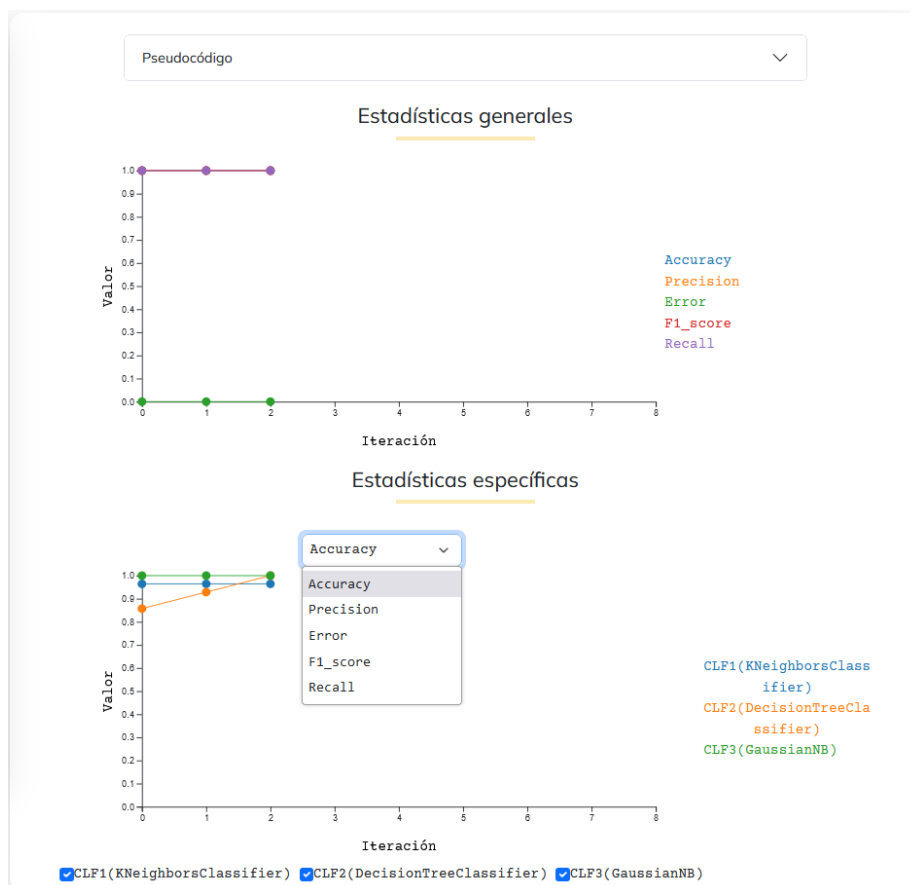 Pseudocódigo
Estadísticas generales
1.0
0.9
0.8
0.7
0.6
0.5
0.4
0.3
0.2
0.1
0.0
Valor
0 1 2 3 4 5 6 7 8
Iteración
Accuracy
Precision
Error
F1_score
Recall
Estadísticas específicas
Accuracy
Accuracy
Precision
Error
F1_score
Recall
1.0
0.9
0.8
0.7
0.6
0.5
0.4
0.3
0.2
0.1
0.0
Valor
0 1 2 3 4 5 6 7 8
Iteración
CLF1(KNeighborsClass
ifier)
CLF2(DecisionTreeCla
ssifier)
CLF3(GaussianNB)
CLF1(KNeighborsClassifier) CLF2(DecisionTreeClassifier) CLF3(GaussianNB)